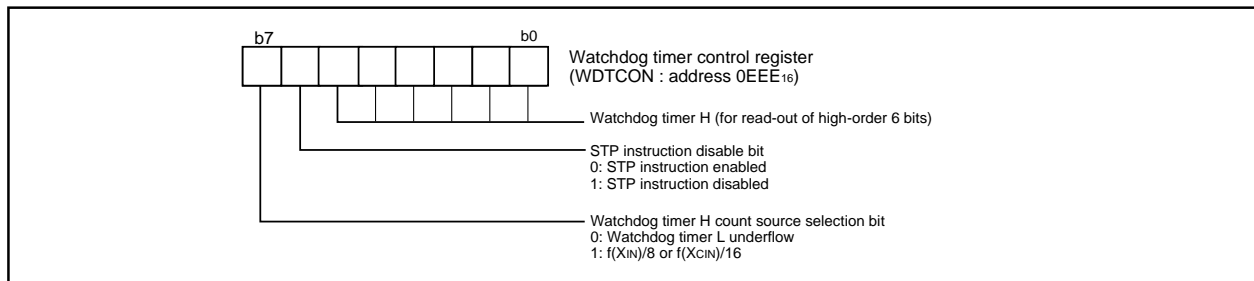 b7
b0
Watchdog timer control register
(WDTCON : address 0EEE₁₆)
Watchdog timer H (for read-out of high-order 6 bits)
STP instruction disable bit
0: STP instruction enabled
1: STP instruction disabled
Watchdog timer H count source selection bit
0: Watchdog timer L underflow
1: f(XIN)/8 or f(XCIN)/16